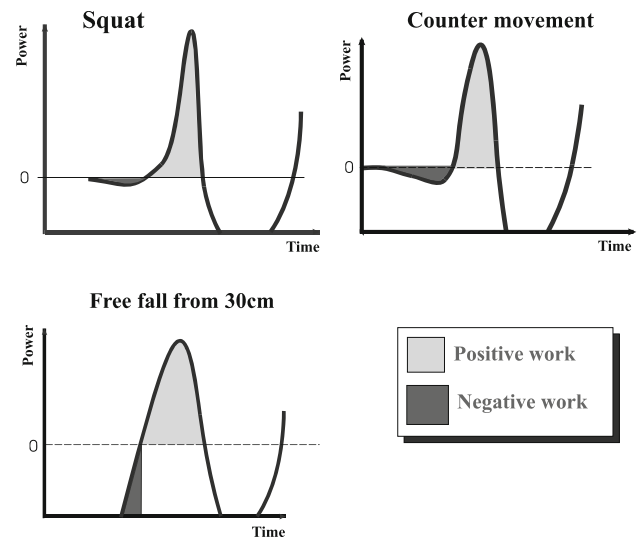 Squat
Power
0
Time
Counter movement
Power
0
Time
Free fall from 30cm
Power
0
Time
Positive work
Negative work